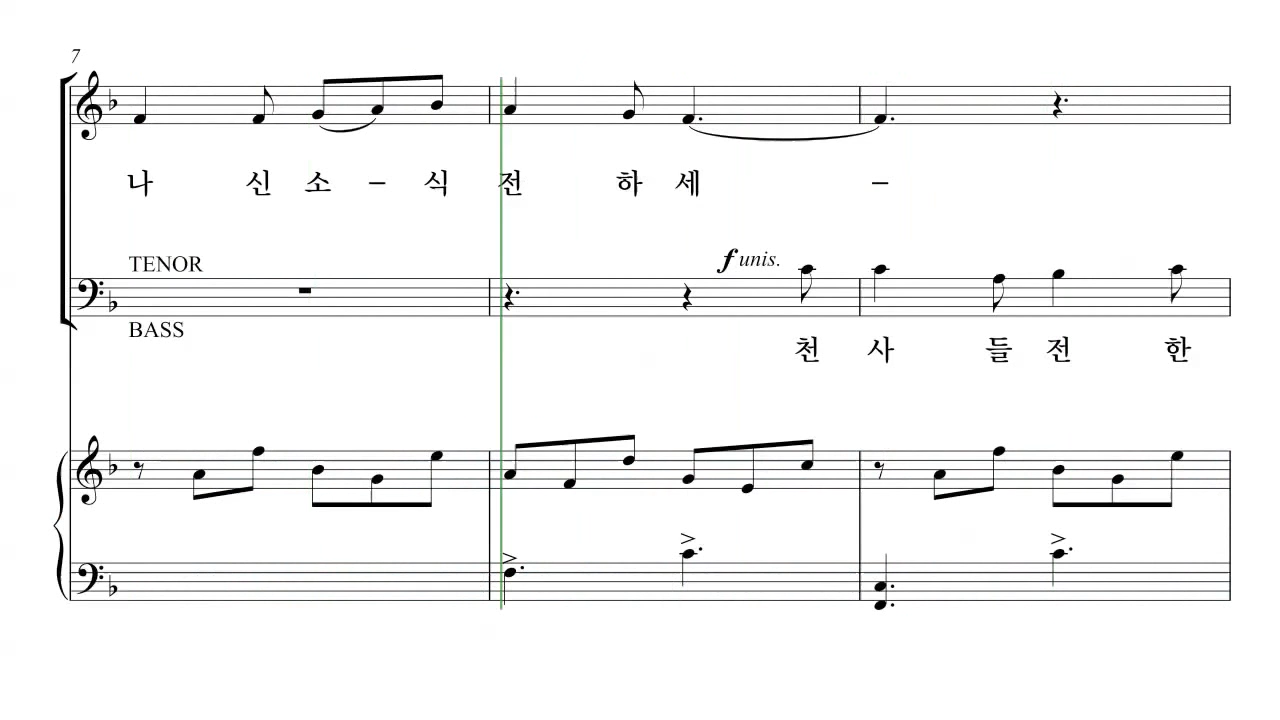 7
나 신 소 - 식 전 하 세 -
TENOR
f unis.
BASS
천 사 들 전 한